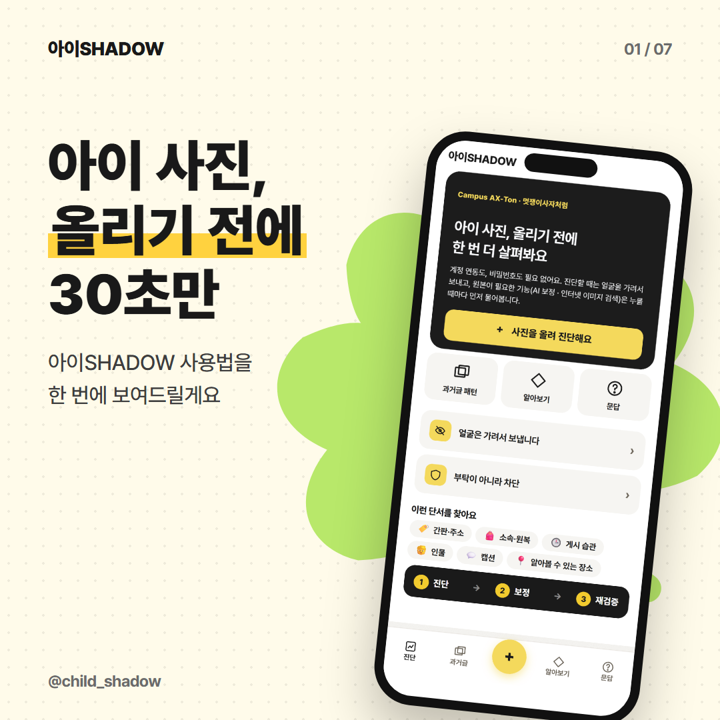 아이SHADOW
01 / 07
아이 사진,
올리기 전에
30초만
아이SHADOW 사용법을
한 번에 보여드릴게요
아이SHADOW
Campus AX-Ton · 멋쟁이사자처럼
아이 사진, 올리기 전에
한 번 더 살펴봐요
계정 연동도, 비밀번호도 필요 없어요. 진단할 때는 얼굴을 가려서
보내고, 원본이 필요한 기능(AI 보정 · 인터넷 이미지 검색)은 누를
때마다 먼저 물어봅니다.
+ 사진을 올려 진단해요
과거글 패턴
알아보기
문답
얼굴은 가려서 보냅니다
부탁이 아니라 차단
이런 단서를 찾아요
간판·주소
소속·원복
게시 습관
인물
캡션
알아볼 수 있는 장소
1 진단 → 2 보정 → 3 재검증
진단
과거글
+
알아보기
문답
@child_shadow